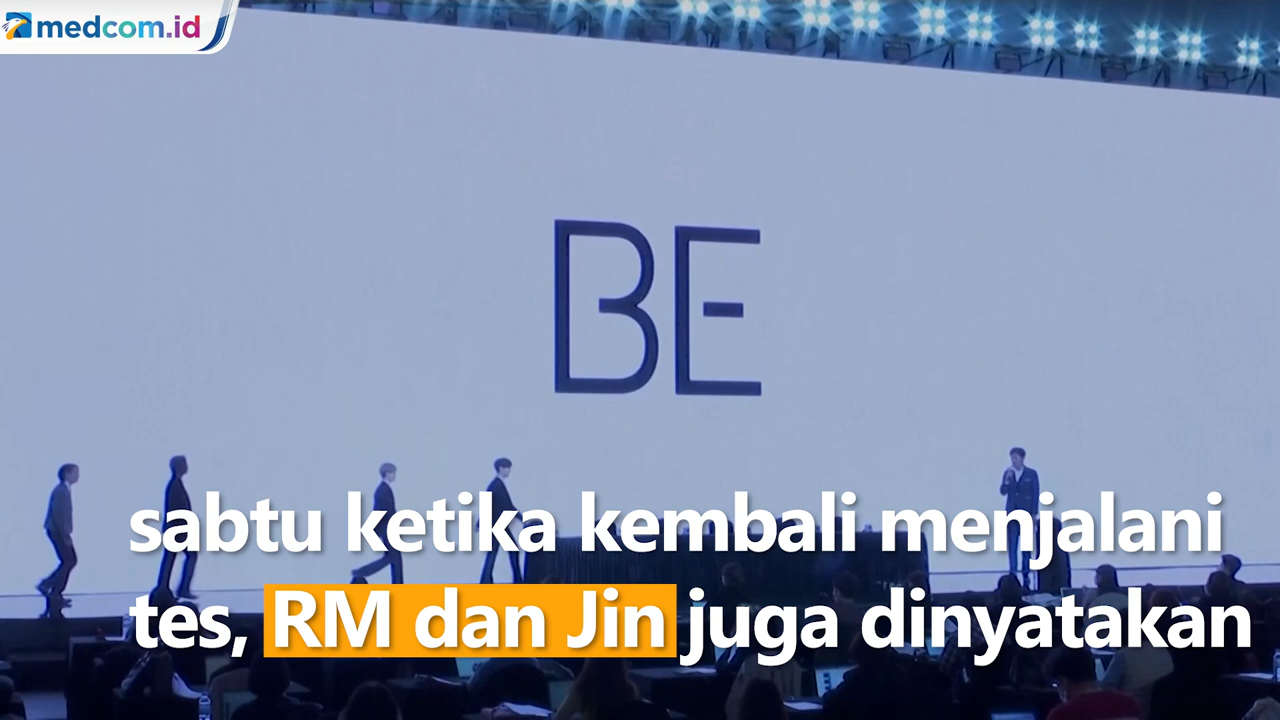 medcom.id
BE
sabtu ketika kembali menjalani
tes, RM dan Jin juga dinyatakan